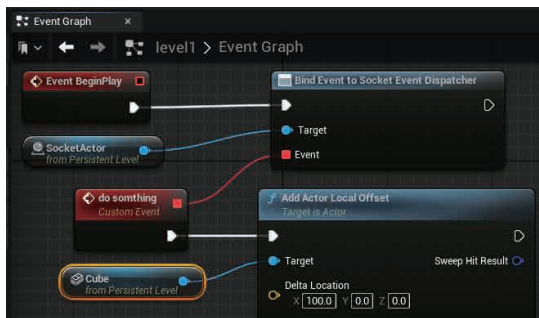 Event Graph ×
level1 > Event Graph
Event BeginPlay
Bind Event to Socket Event Dispatcher
Target
Event
SocketActor
from Persistent Level
do somthing
Custom Event
Add Actor Local Offset
Target is Actor
Target
Sweep Hit Result
Cube
from Persistent Level
Delta Location
X 100.0 Y 0.0 Z 0.0